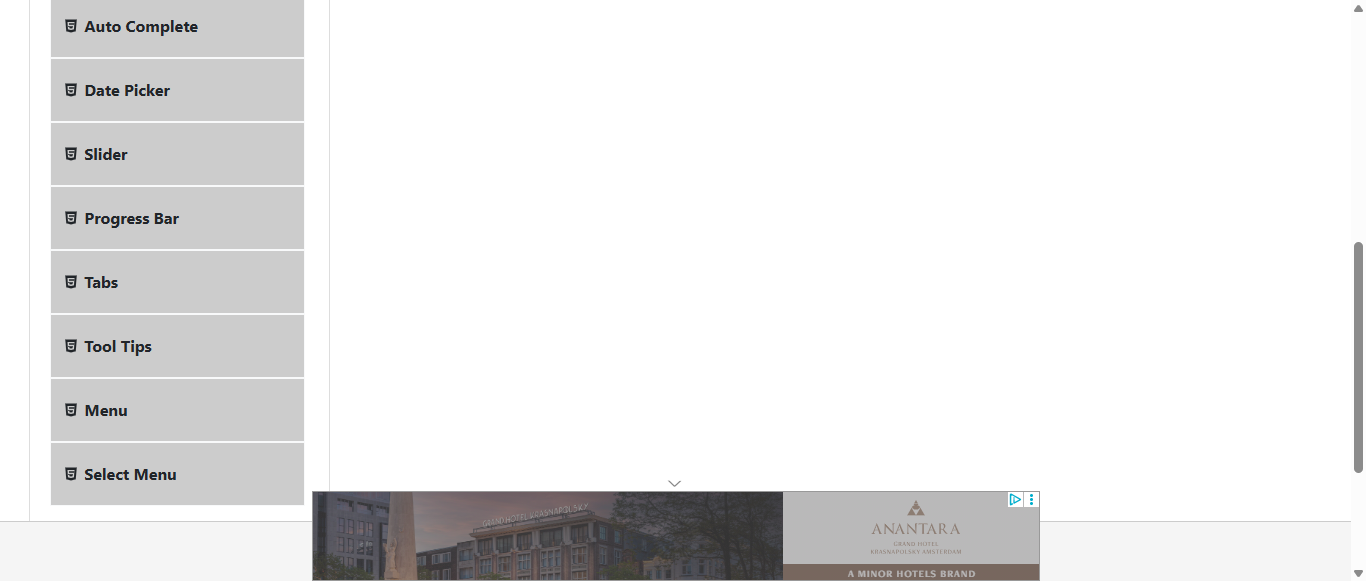 Auto Complete
Date Picker
Slider
Progress Bar
Tabs
Tool Tips
Menu
Select Menu
GRAND HOTEL KRASNAPOLSKY
ANANTARA
GRAND HOTEL
KRASNAPOLSKY AMSTERDAM
A MINOR HOTELS BRAND